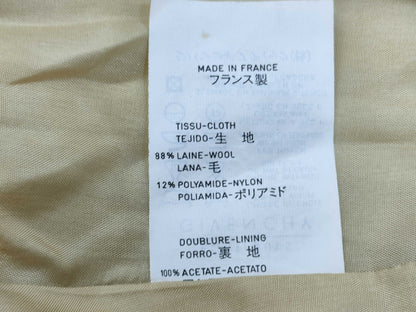 MADE IN FRANCE
フランス製
TISSU-CLOTH
TEJIDO-生 地
88% LAINE-WOOL
LANA-毛
12% POLYAMIDE-NYLON
POLIAMIDA-ポリアミド
DOUBLURE-LINING
FORRO-裏 地
100% ACETATE-ACETATO